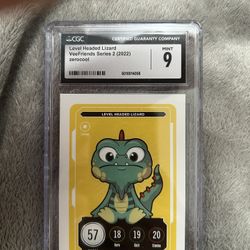 CGC
CERTIFIED GUARANTY COMPANY
Level Headed Lizard
VeeFriends Series 2 (2022)
zerocool
MINT
9
LEVEL HEADED LIZARD
57
18
19
20